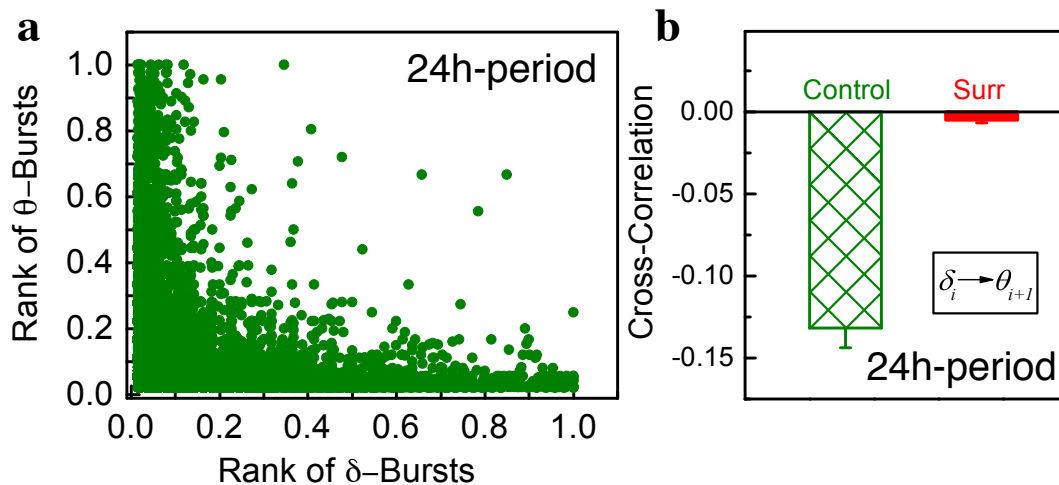 a
24h-period
1.0
0.8
0.6
0.4
0.2
0.0
Rank of θ–Bursts
0.0 0.2 0.4 0.6 0.8 1.0
Rank of δ–Bursts
b
Control Surr
0.00
-0.05
-0.10
-0.15
Cross-Correlation
δi→θi+1
24h-period